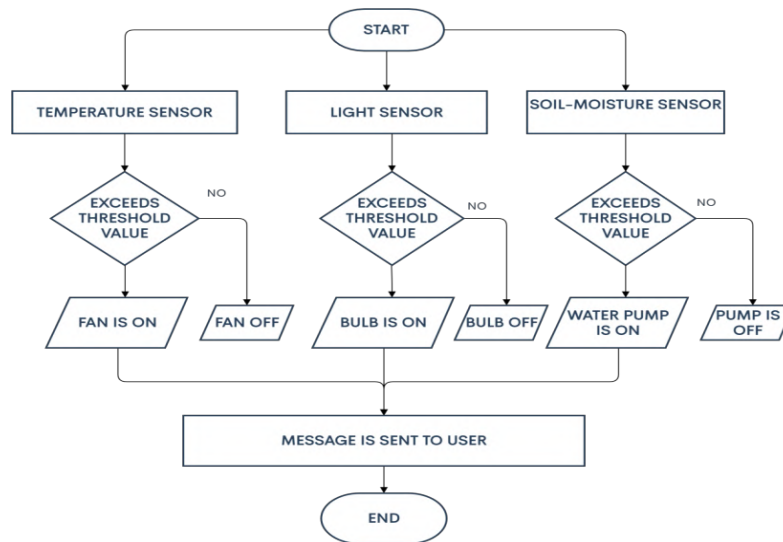 START
TEMPERATURE SENSOR
LIGHT SENSOR
SOIL-MOISTURE SENSOR
EXCEEDS
THRESHOLD
VALUE
NO
EXCEEDS
THRESHOLD
VALUE
NO
EXCEEDS
THRESHOLD
VALUE
NO
FAN IS ON
FAN OFF
BULB IS ON
BULB OFF
WATER PUMP
IS ON
PUMP IS
OFF
MESSAGE IS SENT TO USER
END